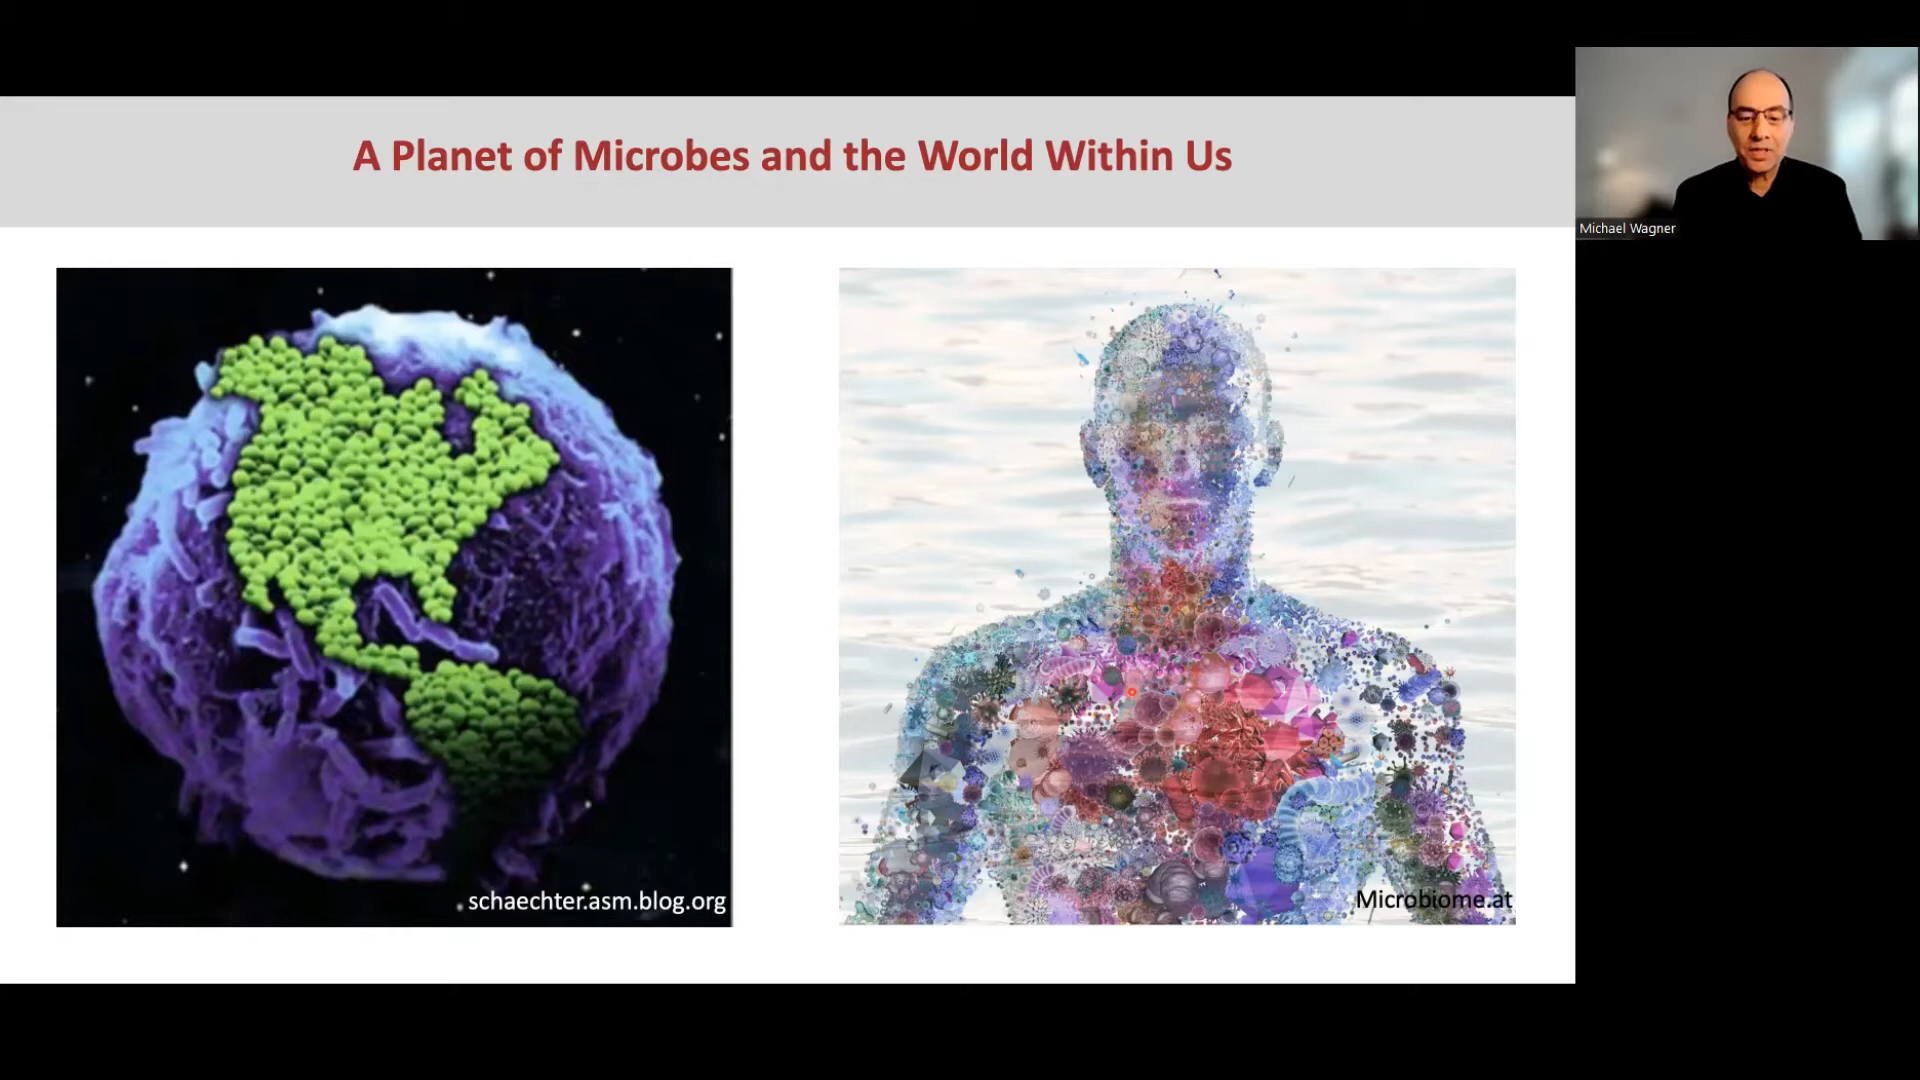 A Planet of Microbes and the World Within Us
Michael Wagner
schaechter.asm.blog.org
Microbiome.at